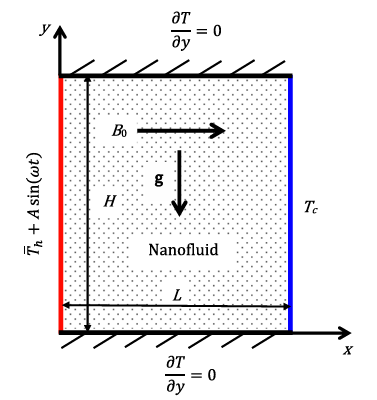 y
∂T/∂y = 0
B₀
g
T̄ₕ + A sin(ωt)
H
T꜀
Nanofluid
L
x
∂T/∂y = 0